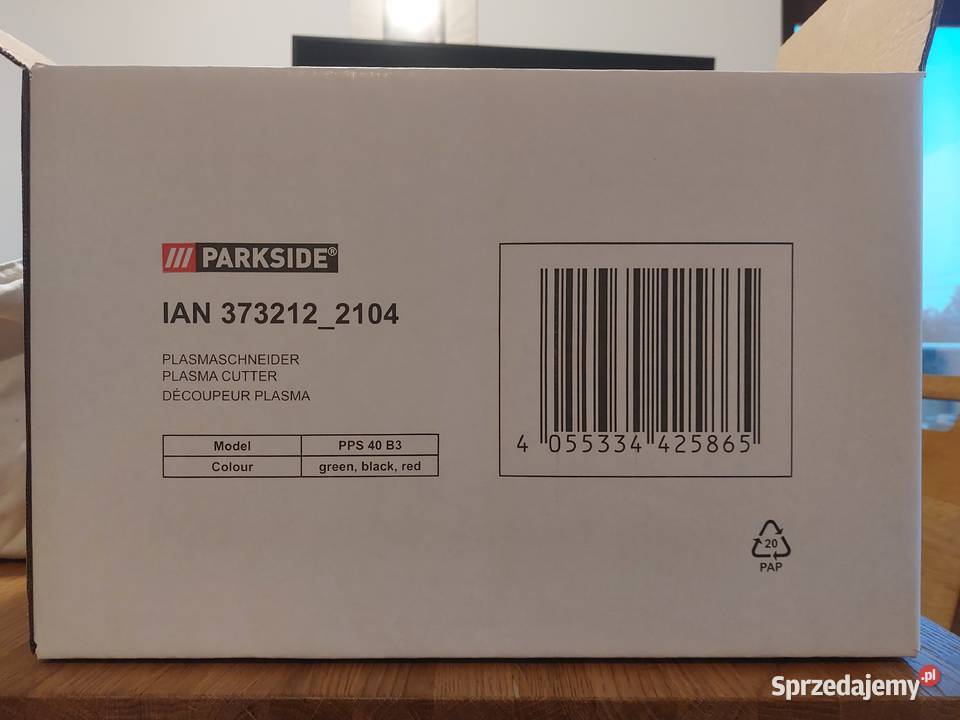 /// PARKSIDE®
IAN 373212_2104
PLASMASCHNEIDER
PLASMA CUTTER
DÉCOUPEUR PLASMA
Model PPS 40 B3
Colour green, black, red
4 055334 425865
20
PAP
Sprzedajemy.pl